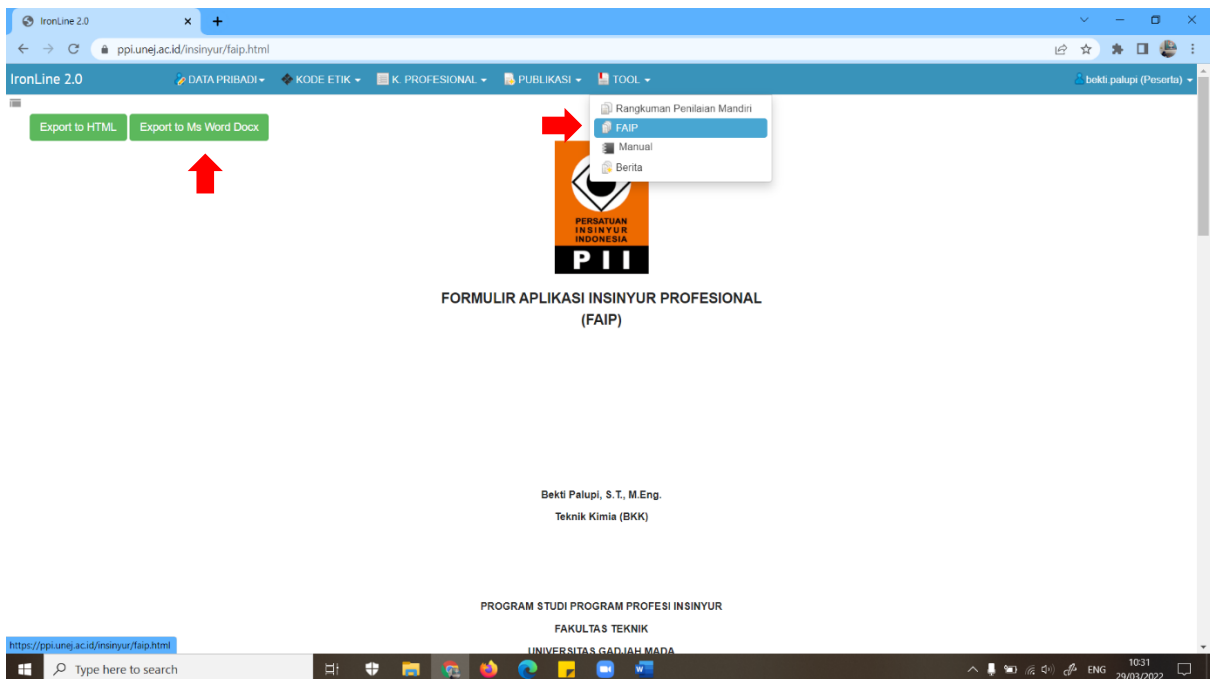 IronLine 2.0
ppi.unej.ac.id/insinyur/faip.html
IronLine 2.0 DATA PRIBADI KODE ETIK K. PROFESIONAL PUBLIKASI TOOL bekti palupi (Peserta)
Export to HTML Export to Ms Word Docx
Rangkuman Penilaian Mandiri
FAIP
Manual
Berita
PERSATUAN
INSINYUR
INDONESIA
PII
FORMULIR APLIKASI INSINYUR PROFESIONAL
(FAIP)
Bekti Palupi, S.T., M.Eng.
Teknik Kimia (BKK)
PROGRAM STUDI PROGRAM PROFESI INSINYUR
FAKULTAS TEKNIK
UNIVERSITAS GADJAH MADA
https://ppi.unej.ac.id/insinyur/faip.html
Type here to search
ENG
10:31
29/03/2022